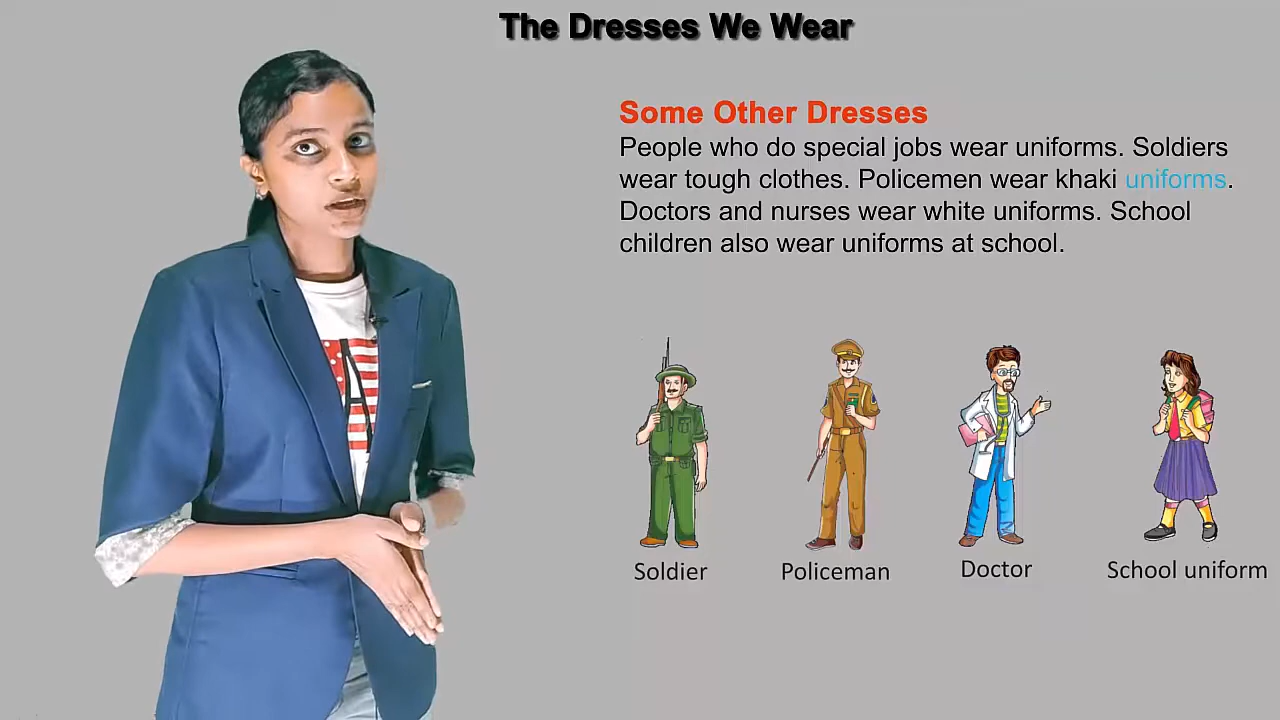 The Dresses We Wear
Some Other Dresses
People who do special jobs wear uniforms. Soldiers
wear tough clothes. Policemen wear khaki uniforms.
Doctors and nurses wear white uniforms. School
children also wear uniforms at school.
A
Soldier
Policeman
Doctor
School uniform